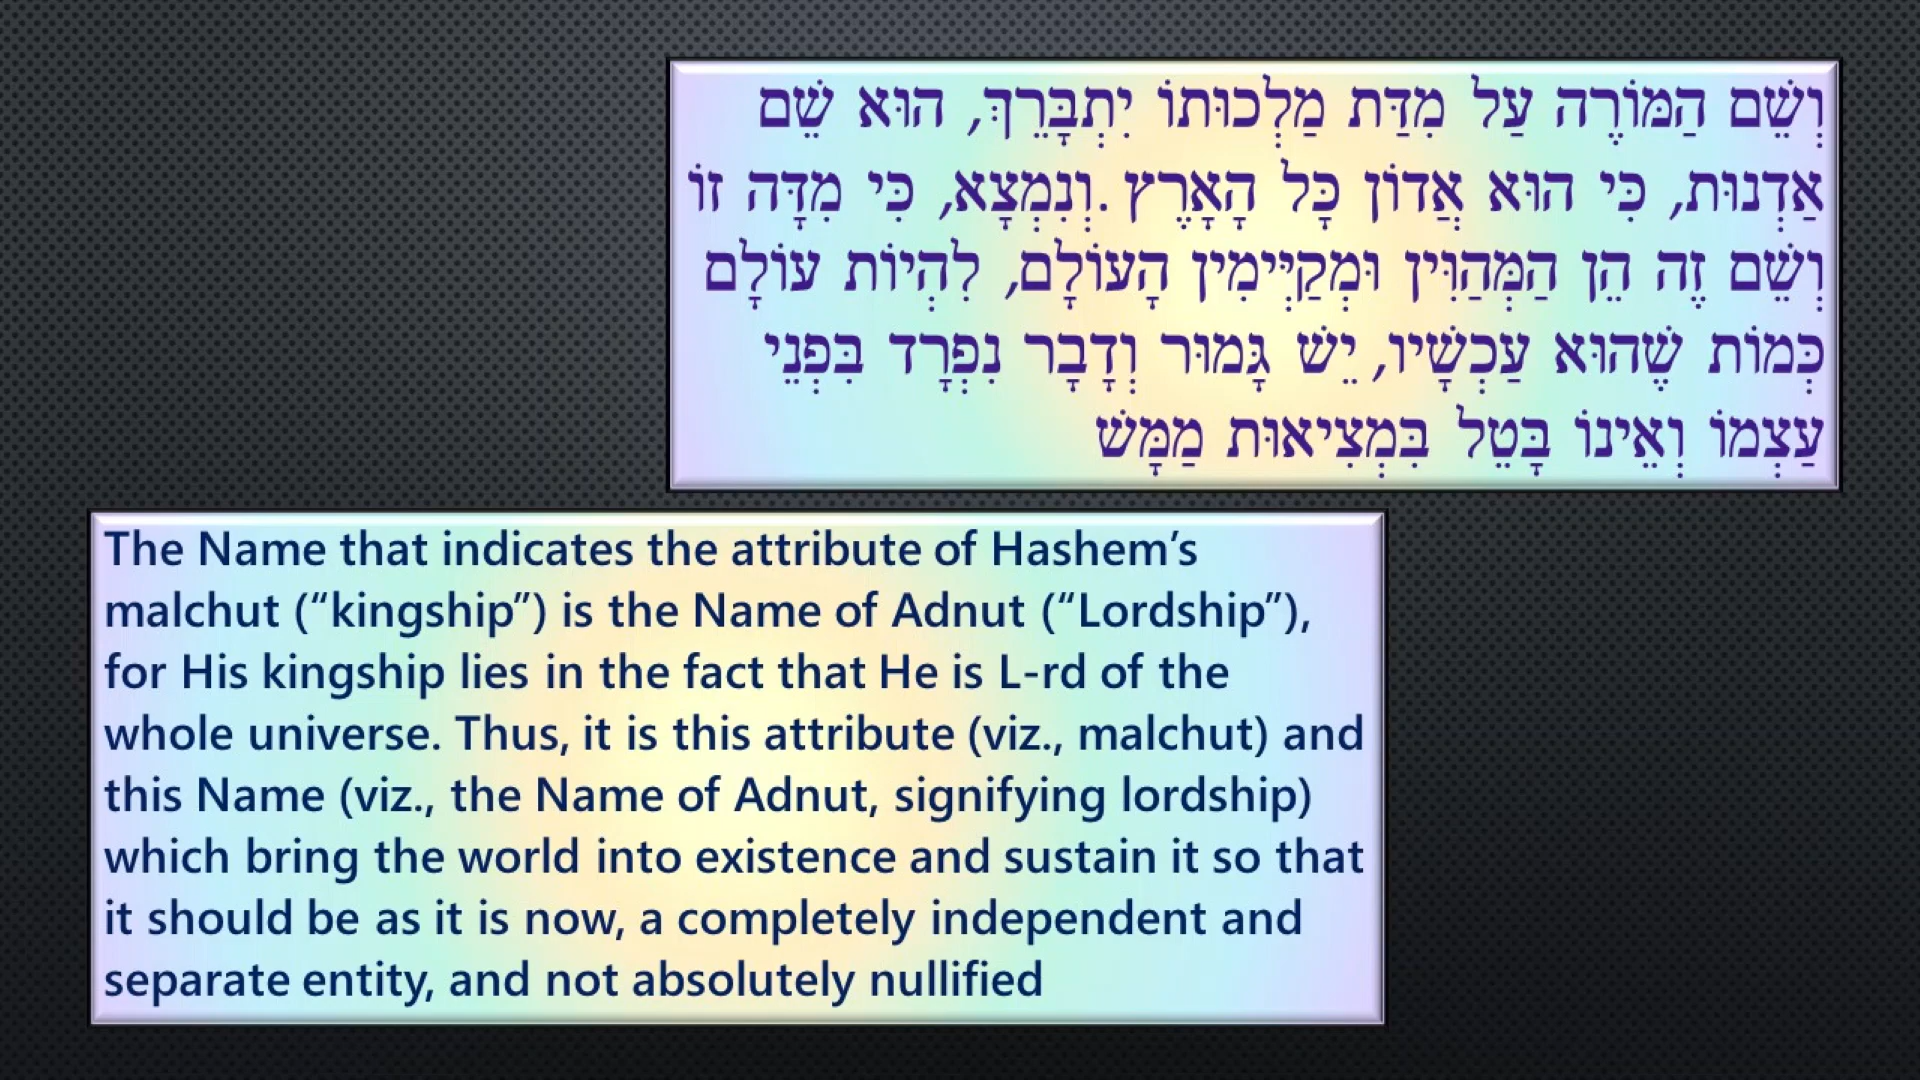 וְשֵׁם הַמּוֹרֶה עַל מִדַּת מַלְכוּתוֹ יִתְבָּרֵךְ, הוּא שֵׁם
אַדְנוּת, כִּי הוּא אֲדוֹן כָּל הָאָרֶץ .וְנִמְצָא, כִּי מִדָּה זוֹ
וְשֵׁם זֶה הֵן הַמְּהַוִּין וּמְקַיְּימִין הָעוֹלָם, לִהְיוֹת עוֹלָם
כְּמוֹת שֶׁהוּא עַכְשָׁיו, יֵשׁ גָּמוּר וְדָבָר נִפְרָד בִּפְנֵי
עַצְמוֹ וְאֵינוֹ בָּטֵל בִּמְצִיאוּת מַמָּשׁ
The Name that indicates the attribute of Hashem’s
malchut (“kingship”) is the Name of Adnut (“Lordship”),
for His kingship lies in the fact that He is L-rd of the
whole universe. Thus, it is this attribute (viz., malchut) and
this Name (viz., the Name of Adnut, signifying lordship)
which bring the world into existence and sustain it so that
it should be as it is now, a completely independent and
separate entity, and not absolutely nullified